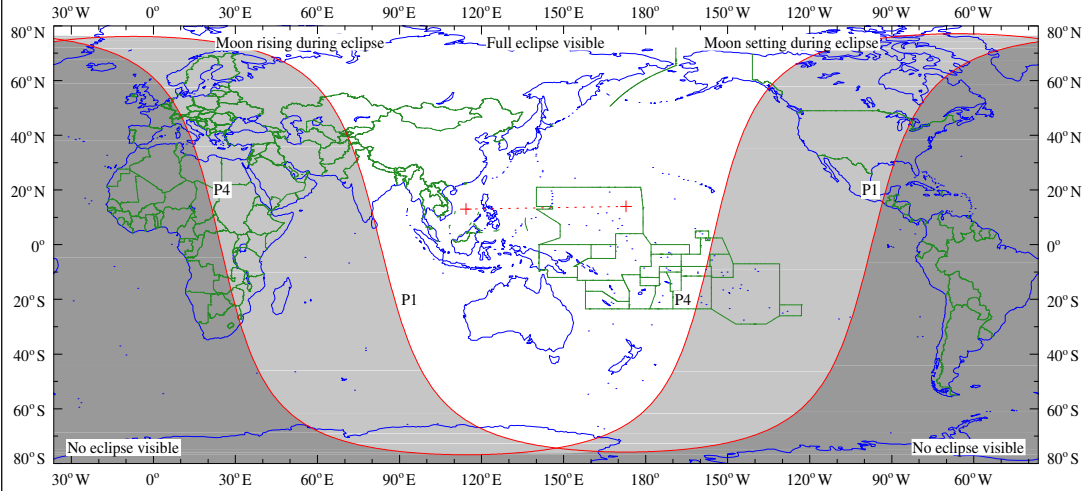 30° W 0° 30° E 60° E 90° E 120° E 150° E 180° 150° W 120° W 90° W 60° W
80° N Moon rising during eclipse Full eclipse visible Moon setting during eclipse 80° N
60° N 60° N
40° N 40° N
20° N P4 P1 20° N
0° 0°
20° S P1 P4 20° S
40° S 40° S
60° S 60° S
No eclipse visible No eclipse visible
80° S 80° S
30° W 0° 30° E 60° E 90° E 120° E 150° E 180° 150° W 120° W 90° W 60° W